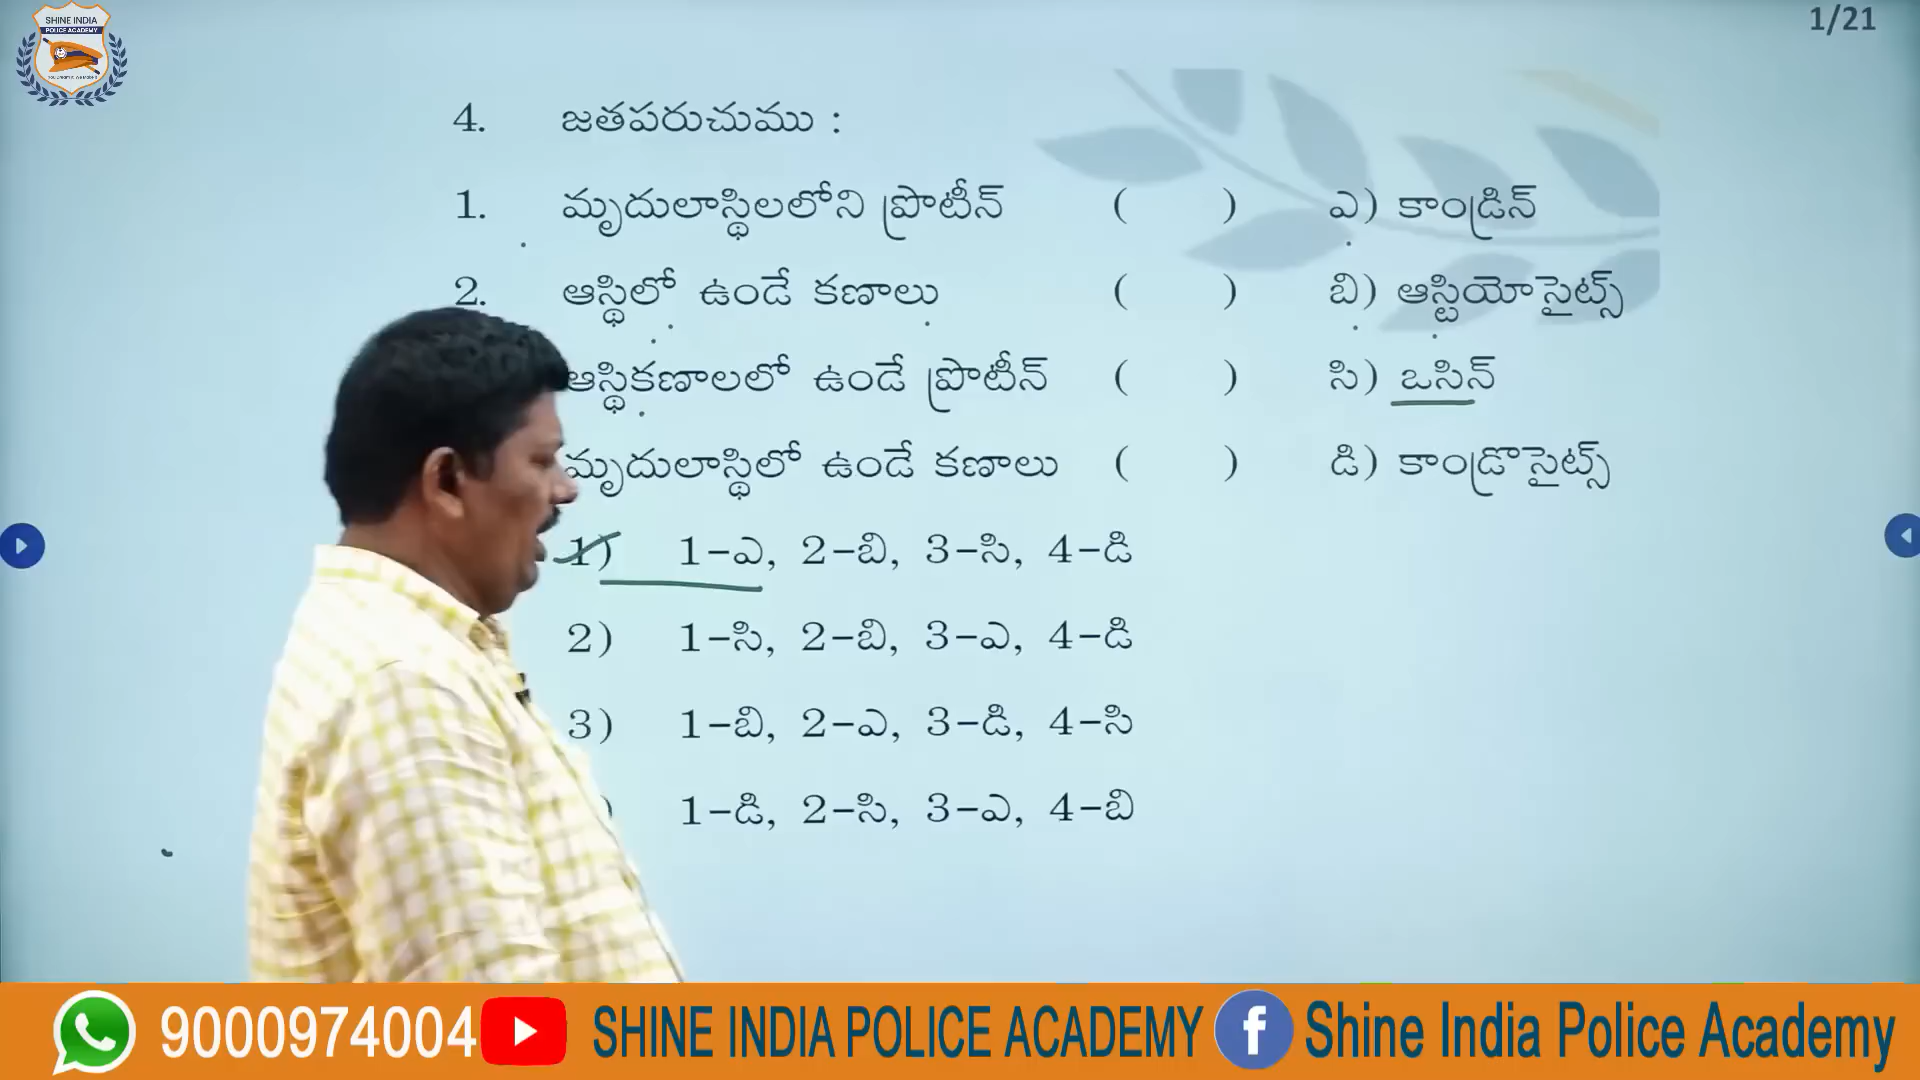 SHINE INDIA
POLICE ACADEMY
1/21
4. జతపరుచుము :
1. మృదులాస్థిలలోని ప్రొటీన్ ( ) ఎ) కాండ్రిన్
2. ఆస్థిలో ఉండే కణాలు ( ) బి) ఆస్టియోసైట్స్
ఆస్థికణాలలో ఉండే ప్రొటీన్ ( ) సి) ఒసిన్
మృదులాస్థిలో ఉండే కణాలు ( ) డి) కాండ్రొసైట్స్
1) 1-ఎ, 2-బి, 3-సి, 4-డి
2) 1-సి, 2-బి, 3-ఎ, 4-డి
3) 1-బి, 2-ఎ, 3-డి, 4-సి
) 1-డి, 2-సి, 3-ఎ, 4-బి
9000974004 SHINE INDIA POLICE ACADEMY f Shine India Police Academy